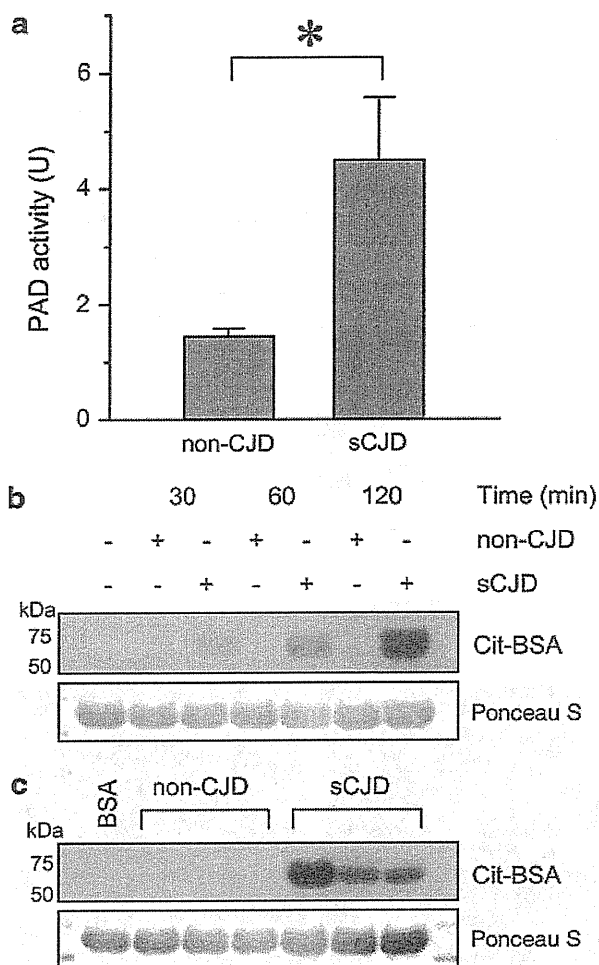 a
*
6
4
2
0
PAD activity (U)
non-CJD sCJD
b 30 60 120 Time (min)
- + - + - + - non-CJD
- - + - + - + sCJD
kDa
75
50
Cit-BSA
Ponceau S
c
BSA non-CJD sCJD
kDa
75
50
Cit-BSA
Ponceau S